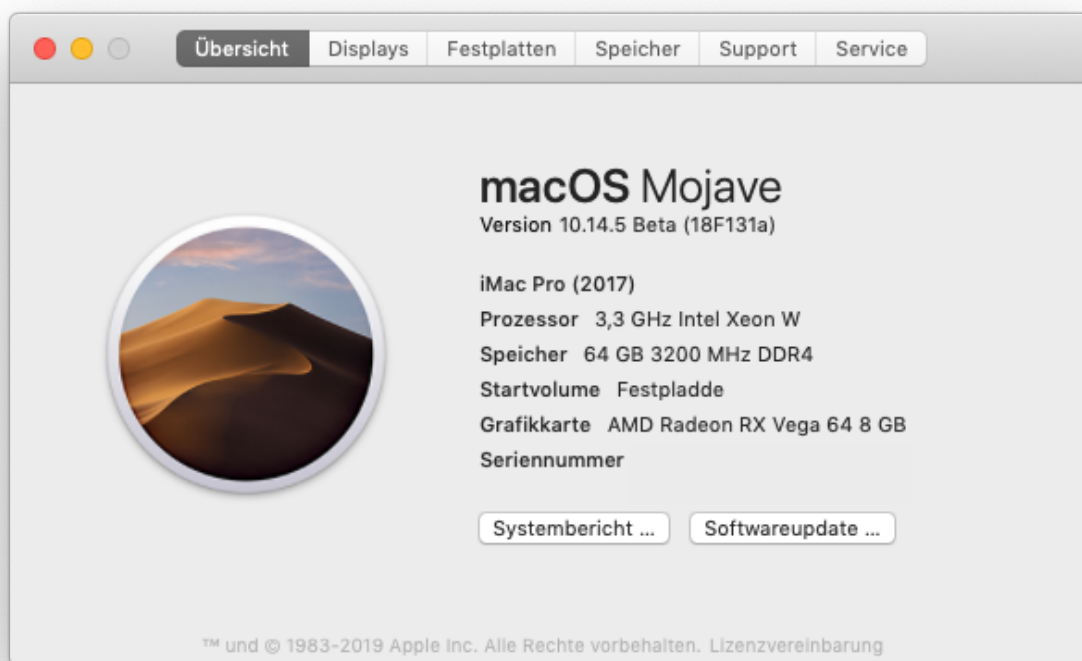 Übersicht Displays Festplatten Speicher Support Service
macOS Mojave
Version 10.14.5 Beta (18F131a)
iMac Pro (2017)
Prozessor 3,3 GHz Intel Xeon W
Speicher 64 GB 3200 MHz DDR4
Startvolume Festpladde
Grafikkarte AMD Radeon RX Vega 64 8 GB
Seriennummer
Systembericht ... Softwareupdate ...
™ und © 1983-2019 Apple Inc. Alle Rechte vorbehalten. Lizenzvereinbarung